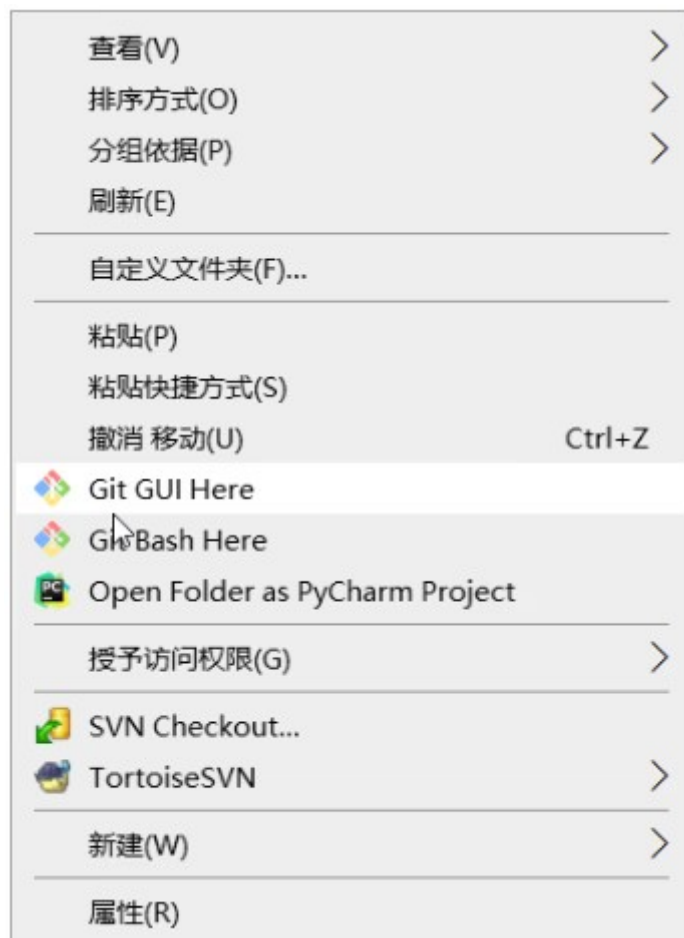 查看(V)
排序方式(O)
分组依据(P)
刷新(E)
自定义文件夹(F)...
粘贴(P)
粘贴快捷方式(S)
撤消 移动(U) Ctrl+Z
Git GUI Here
Git Bash Here
PC Open Folder as PyCharm Project
授予访问权限(G)
SVN Checkout...
TortoiseSVN
新建(W)
属性(R)